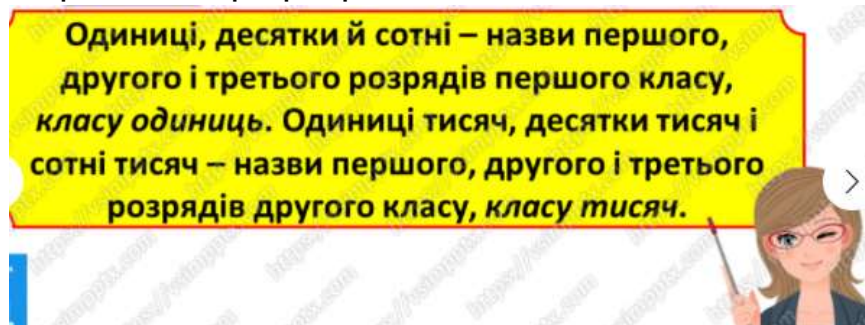 Одиниці, десятки й сотні – назви першого,
другого і третього розрядів першого класу,
класу одиниць. Одиниці тисяч, десятки тисяч і
сотні тисяч – назви першого, другого і третього
розрядів другого класу, класу тисяч.